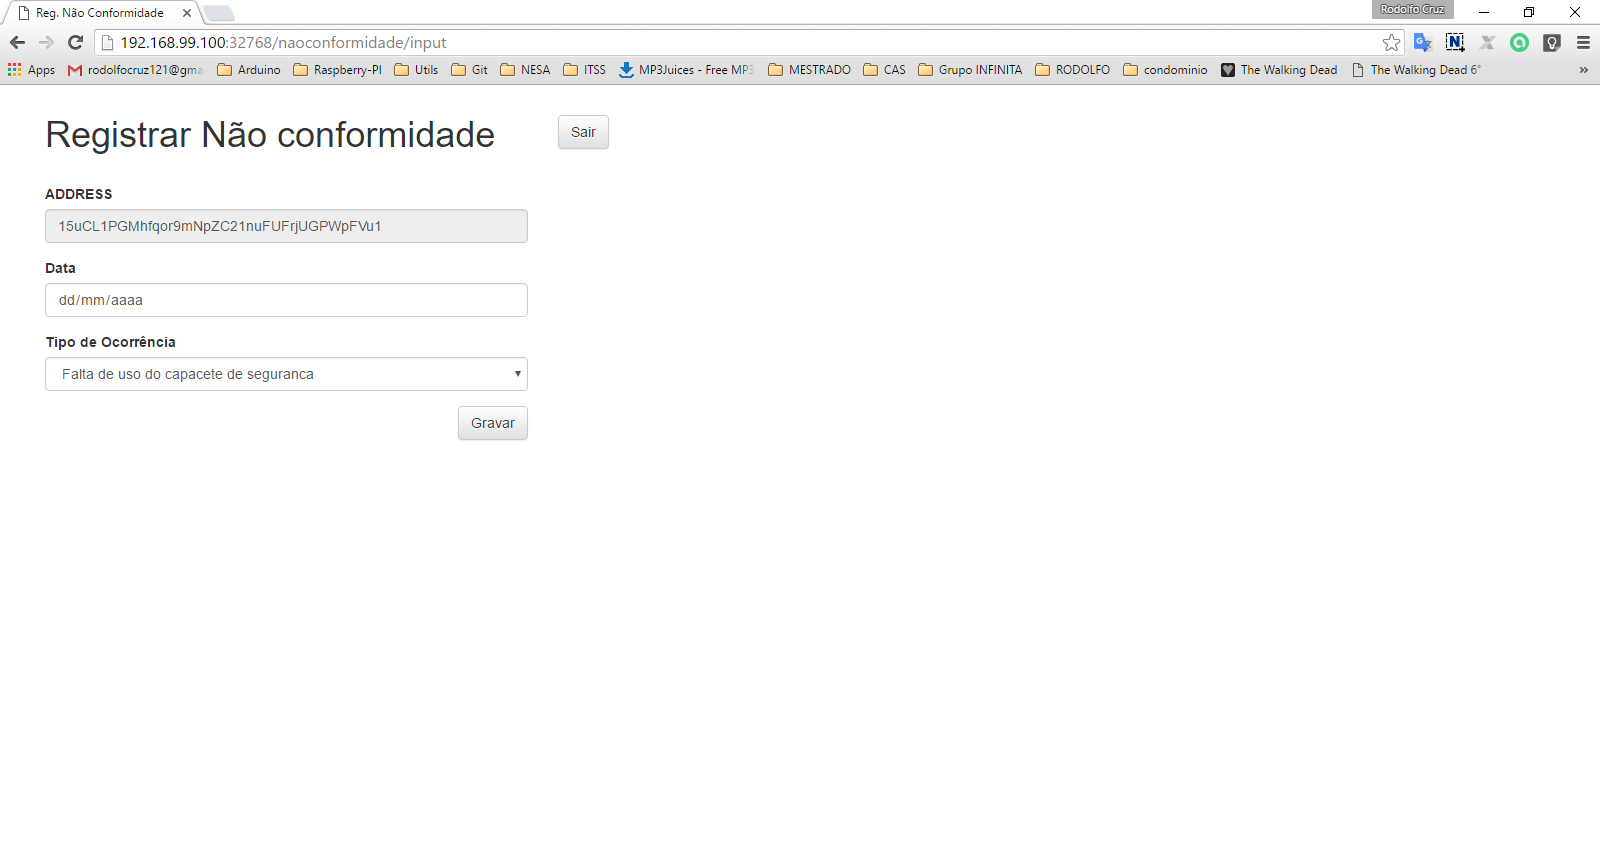 Reg. Não Conformidade
Rodolfo Cruz
192.168.99.100:32768/naoconformidade/input
Apps rodolfocruz121@gma Arduino Raspberry-PI Utils Git NESA ITSS MP3Juices - Free MP3 MESTRADO CAS Grupo INFINITA RODOLFO condominio The Walking Dead The Walking Dead 6° »
Registrar Não conformidade
Sair
ADDRESS
15uCL1PGMhfqor9mNpZC21nuFUFrjUGPWpFVu1
Data
dd/mm/aaaa
Tipo de Ocorrência
Falta de uso do capacete de seguranca
Gravar